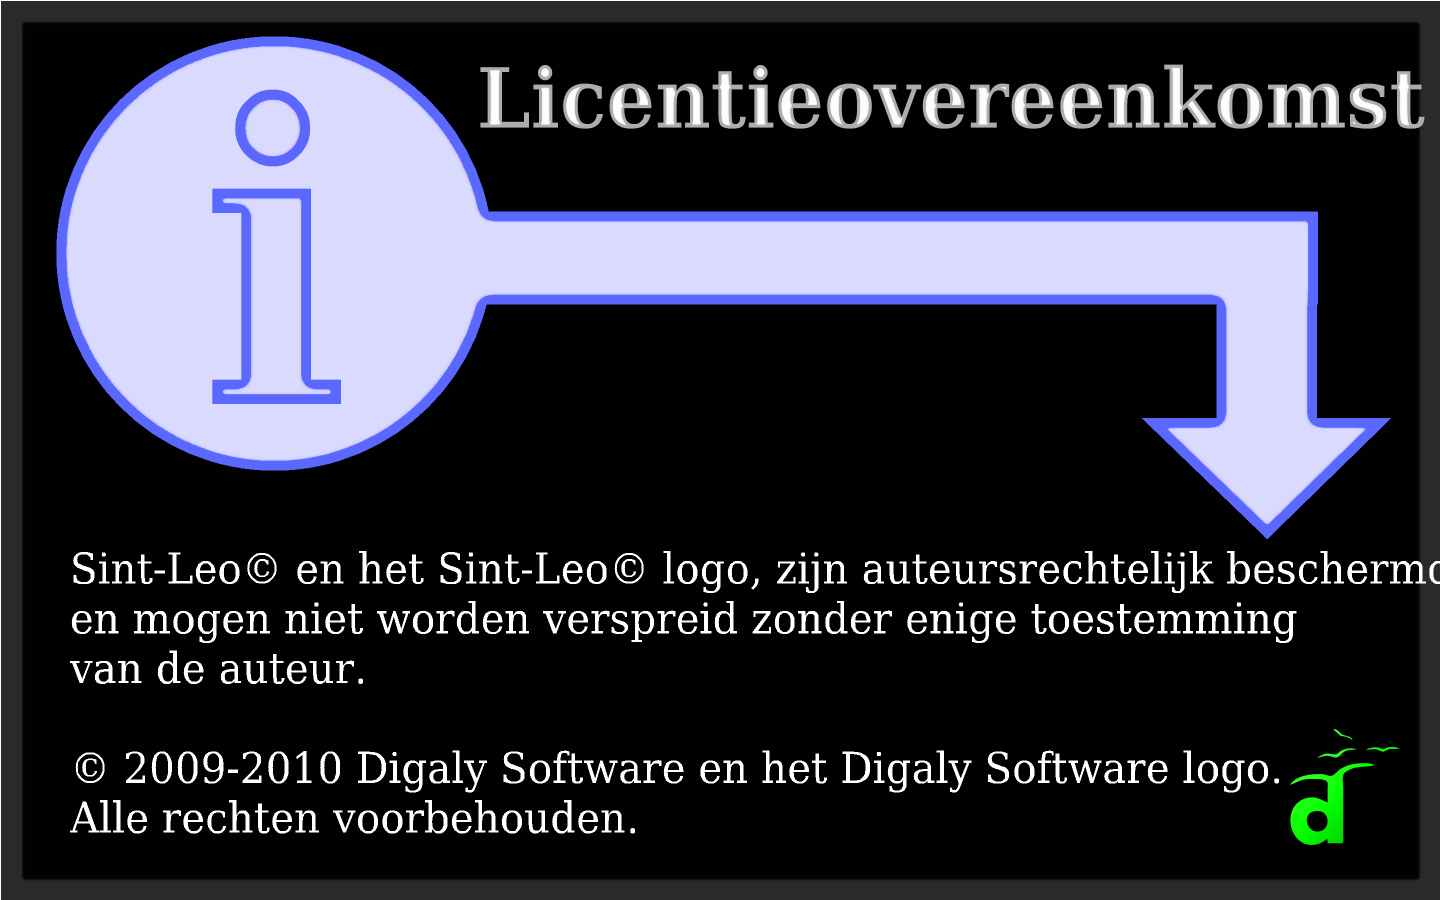 Licentieovereenkomst
i
Sint-Leo© en het Sint-Leo© logo, zijn auteursrechtelijk beschermd
en mogen niet worden verspreid zonder enige toestemming
van de auteur.
© 2009-2010 Digaly Software en het Digaly Software logo.
Alle rechten voorbehouden.
d